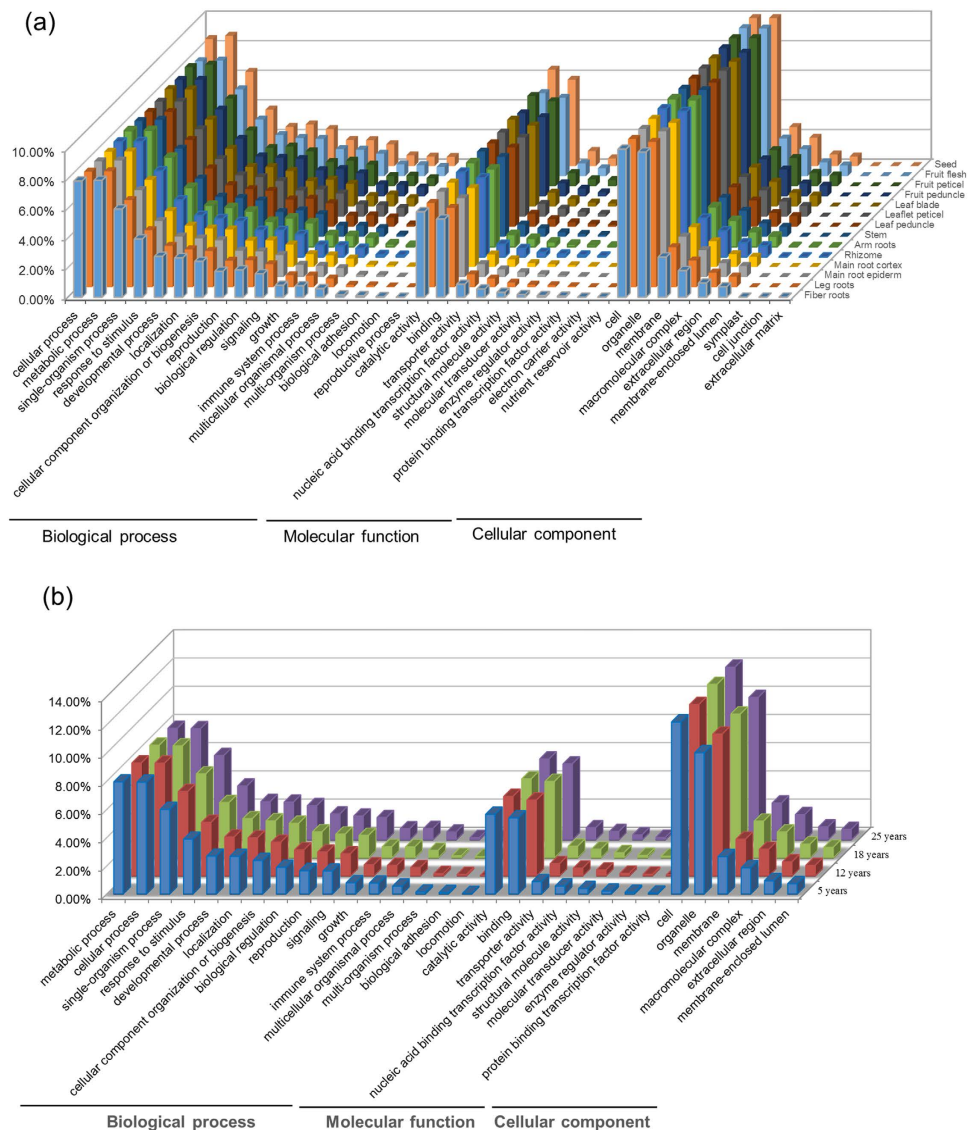 (a)
10.00%
8.00%
6.00%
4.00%
2.00%
0.00%
Seed
Fruit flesh
Fruit peticel
Fruit peduncle
Leaf blade
Leaflet peticel
Leaf peduncle
Stem
Arm roots
Rhizome
Main root cortex
Main root epiderm
Leg roots
Fiber roots
cellular process
metabolic process
single-organism process
response to stimulus
developmental process
localization
cellular component organization or biogenesis
reproduction
biological regulation
signaling
growth
immune system process
multicellular organismal process
multi-organism process
biological adhesion
locomotion
reproductive process
catalytic activity
binding
transporter activity
nucleic acid binding transcription factor activity
structural molecule activity
molecular transducer activity
enzyme regulator activity
protein binding transcription factor activity
electron carrier activity
nutrient reservoir activity
cell
organelle
membrane
macromolecular complex
extracellular region
membrane-enclosed lumen
symplast
cell junction
extracellular matrix
Biological process
Molecular function
Cellular component
(b)
14.00%
12.00%
10.00%
8.00%
6.00%
4.00%
2.00%
0.00%
25 years
18 years
12 years
5 years
metabolic process
cellular process
single-organism process
response to stimulus
developmental process
localization
cellular component organization or biogenesis
biological regulation
reproduction
signaling
growth
immune system process
multicellular organismal process
multi-organism process
biological adhesion
locomotion
catalytic activity
binding
transporter activity
nucleic acid binding transcription factor activity
structural molecule activity
molecular transducer activity
enzyme regulator activity
protein binding transcription factor activity
cell
organelle
membrane
macromolecular complex
extracellular region
membrane-enclosed lumen
Biological process
Molecular function
Cellular component